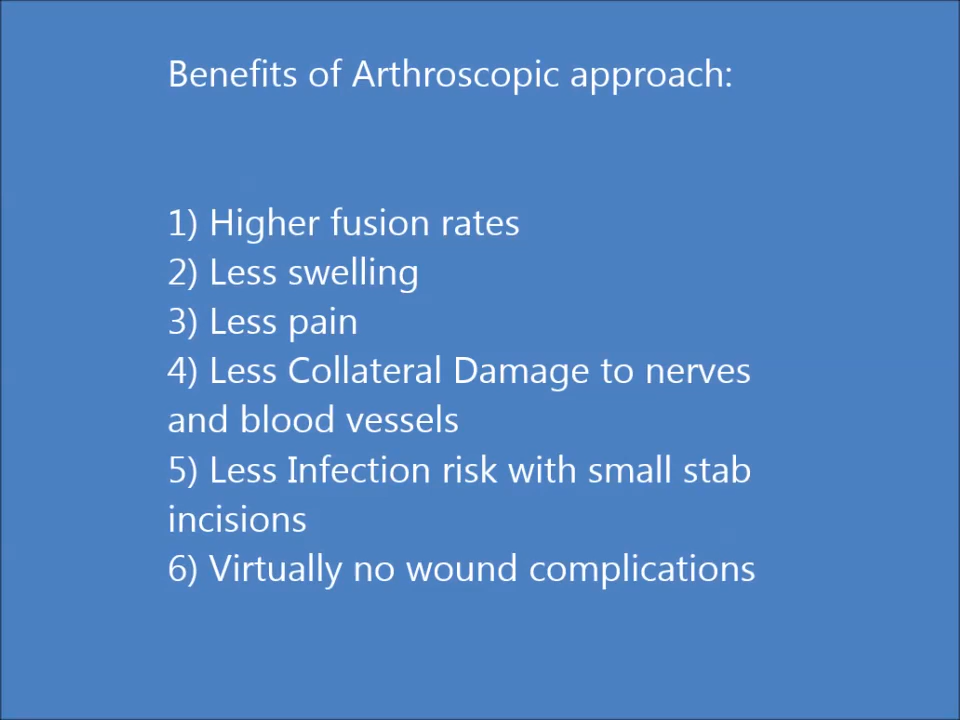 Benefits of Arthroscopic approach:
1) Higher fusion rates
2) Less swelling
3) Less pain
4) Less Collateral Damage to nerves
and blood vessels
5) Less Infection risk with small stab
incisions
6) Virtually no wound complications